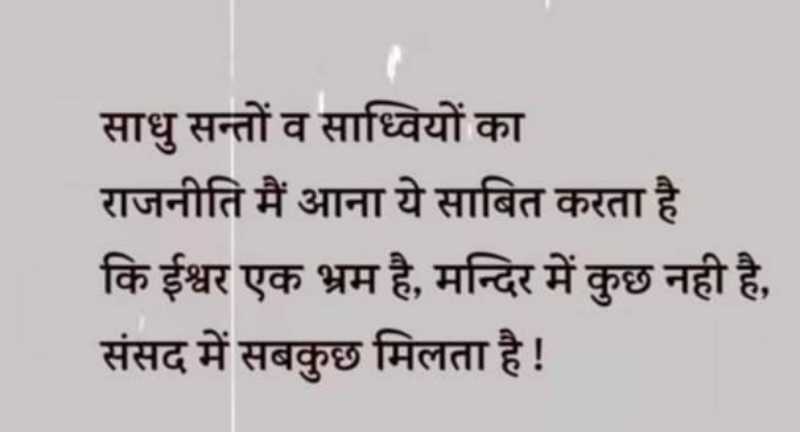 साधु सन्तों व साध्वियों का
राजनीति मैं आना ये साबित करता है
कि ईश्वर एक भ्रम है, मन्दिर में कुछ नही है,
संसद में सबकुछ मिलता है !